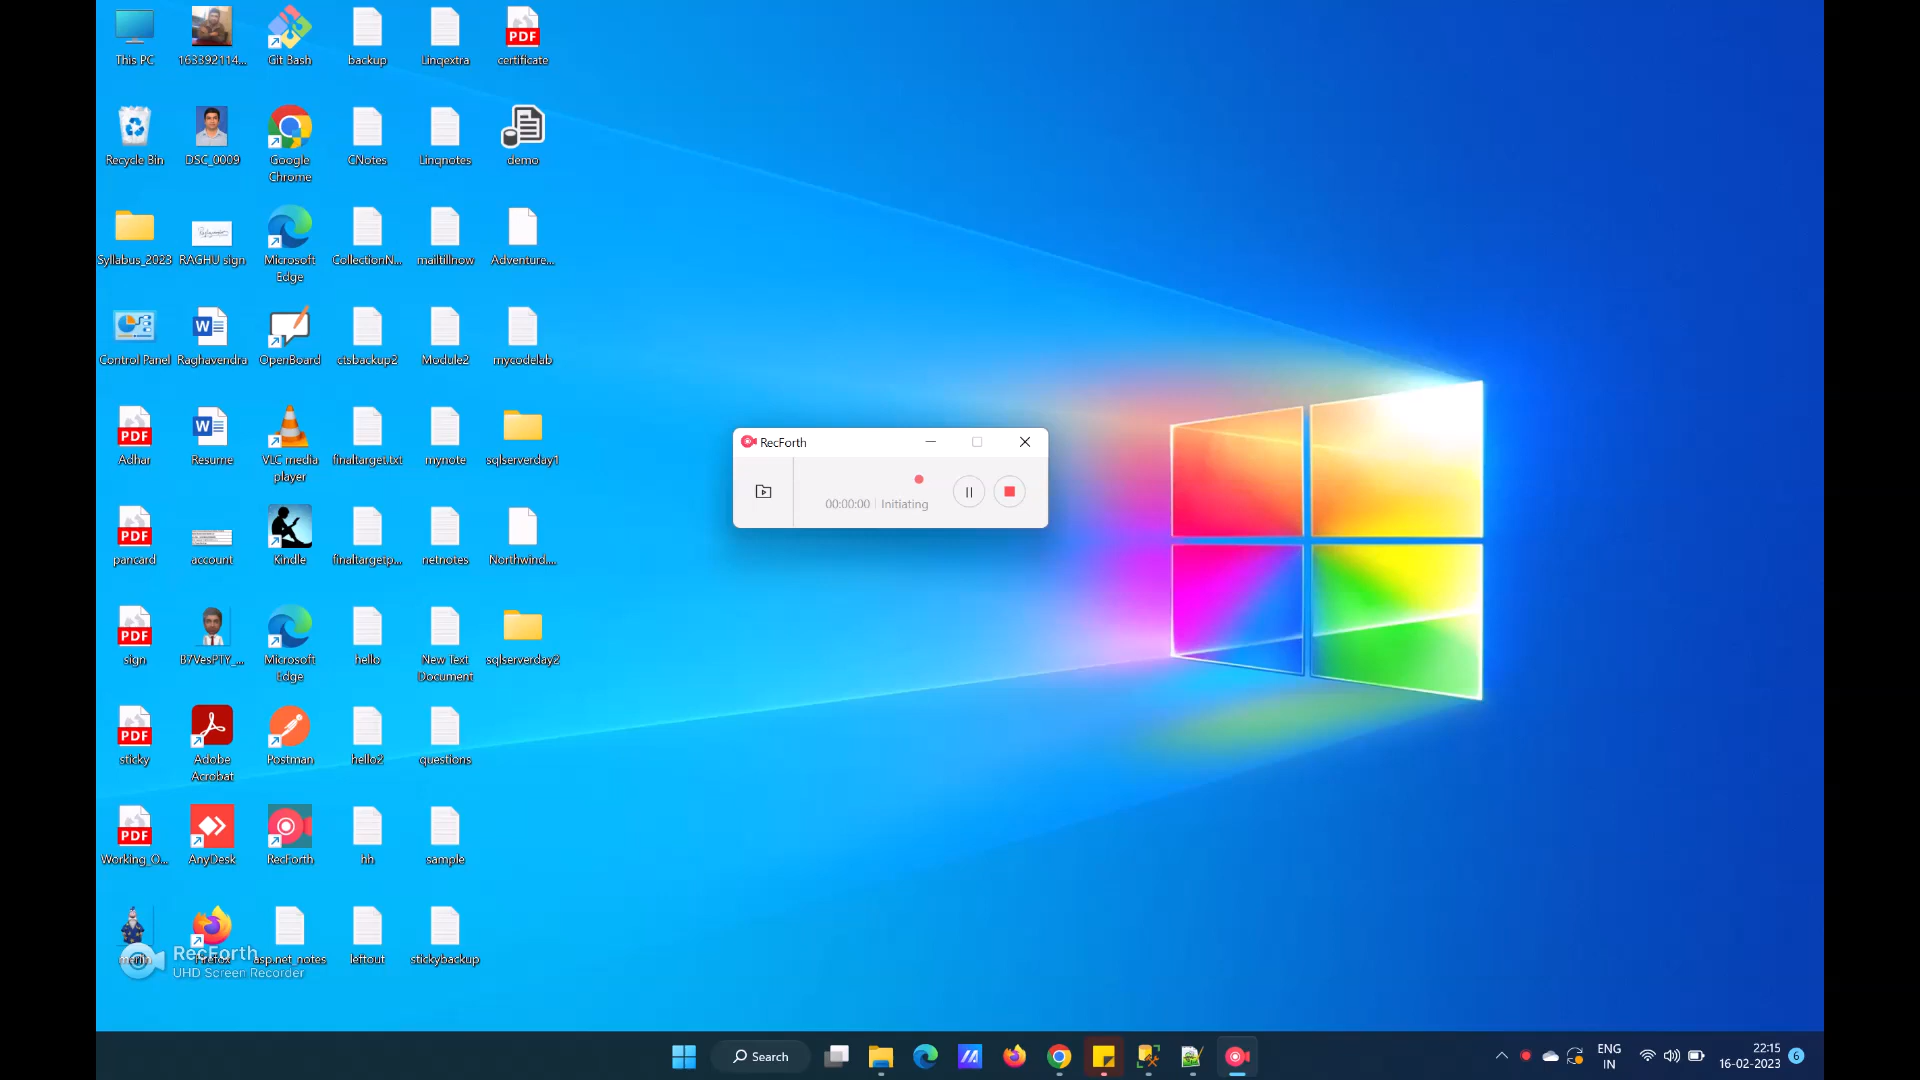 This PC
163392114...
Git Bash
backup
Linqextra
PDF
certificate
Recycle Bin
DSC_0009
Google
Chrome
CNotes
Linqnotes
demo
Syllabus_2023
RAGHU sign
Microsoft
Edge
CollectionN...
mailtillnow
Adventure...
Control Panel
W
Raghavendra
OpenBoard
ctsbackup2
Module2
mycodelab
PDF
Adhar
W
Resume
VLC media
player
finaltarget.txt
mynote
sqlserverday1
PDF
pancard
account
Kindle
finaltargetp...
netnotes
Northwind....
PDF
sign
B7VesPTY_...
Microsoft
Edge
hello
New Text
Document
sqlserverday2
PDF
sticky
Adobe
Acrobat
Postman
hello2
questions
PDF
Working_O...
AnyDesk
RecForth
hh
sample
merlin
Firefox
asp.net_notes
leftout
stickybackup
RecForth
UHD Screen Recorder
RecForth
00:00:00 | Initiating
Search
ENG
IN
22:15
16-02-2023
6